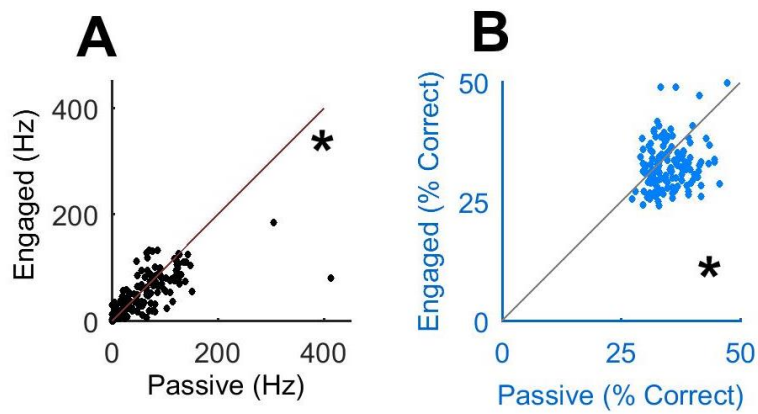 A
Engaged (Hz)
400
200
0
0 200 400
Passive (Hz)
*
B
Engaged (% Correct)
50
25
0
0 25 50
Passive (% Correct)
*